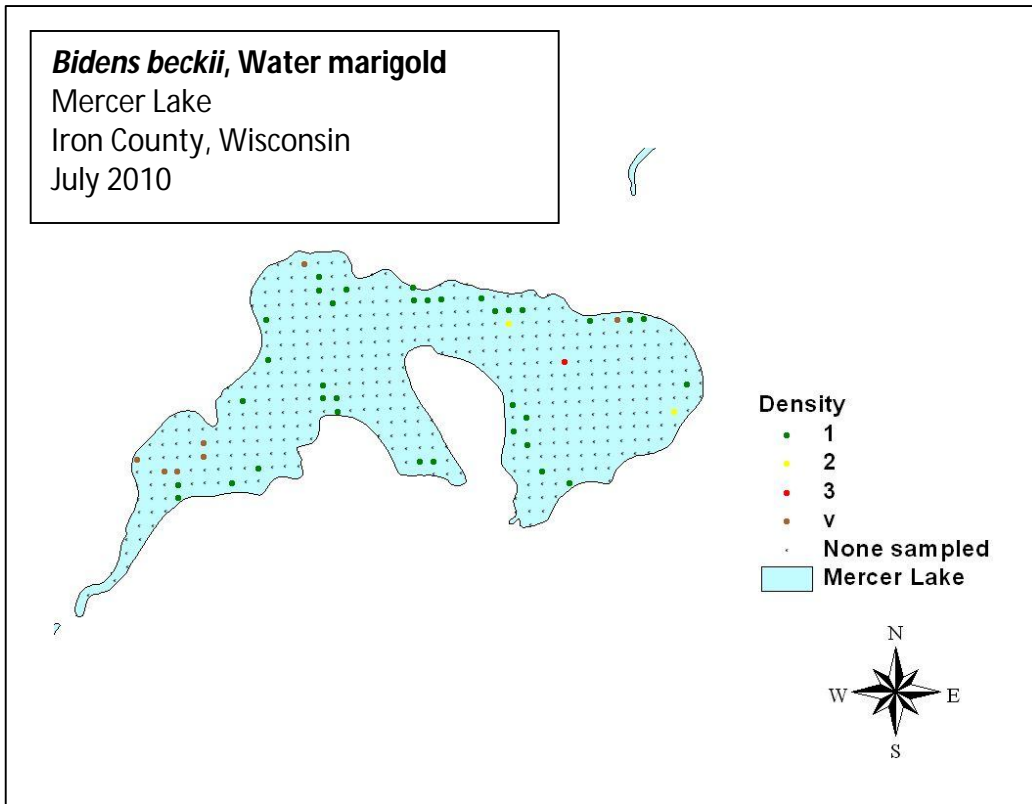 Bidens beckii, Water marigold
Mercer Lake
Iron County, Wisconsin
July 2010
Density
1
2
3
v
None sampled
Mercer Lake
N
W E
S